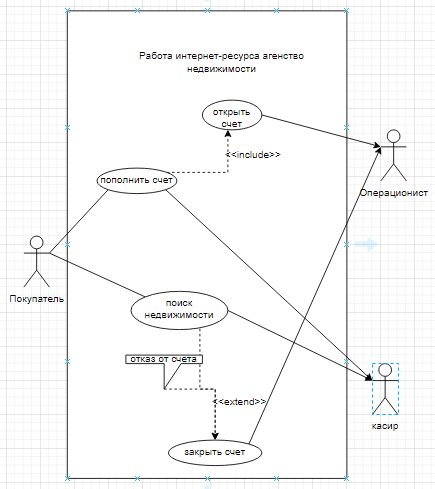 Работа интернет-ресурса агенство
недвижимости
открыть
счет
<<include>>
Операционист
пополнить счет
Покупатель
поиск
недвижимости
отказ от счета
<<extend>>
касир
закрыть счет